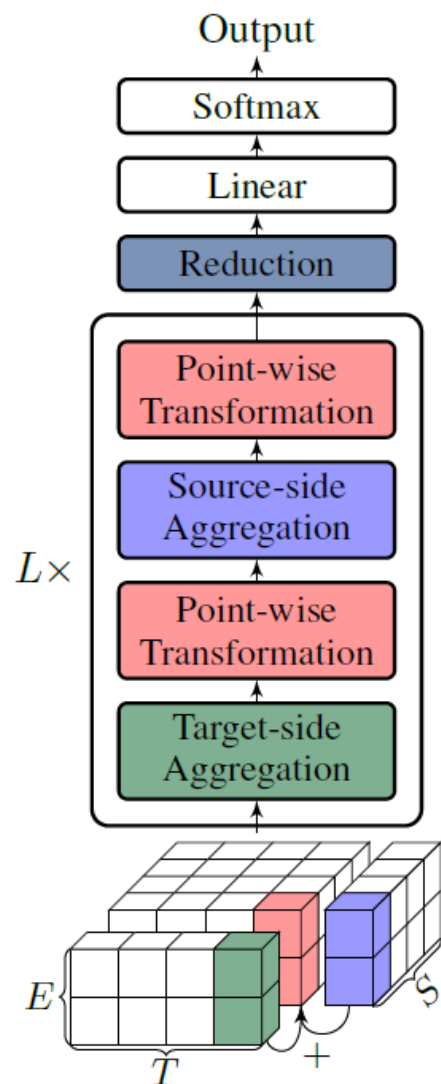 Output
Softmax
Linear
Reduction
Point-wise
Transformation
Source-side
Aggregation
L×
Point-wise
Transformation
Target-side
Aggregation
E
S
T
+